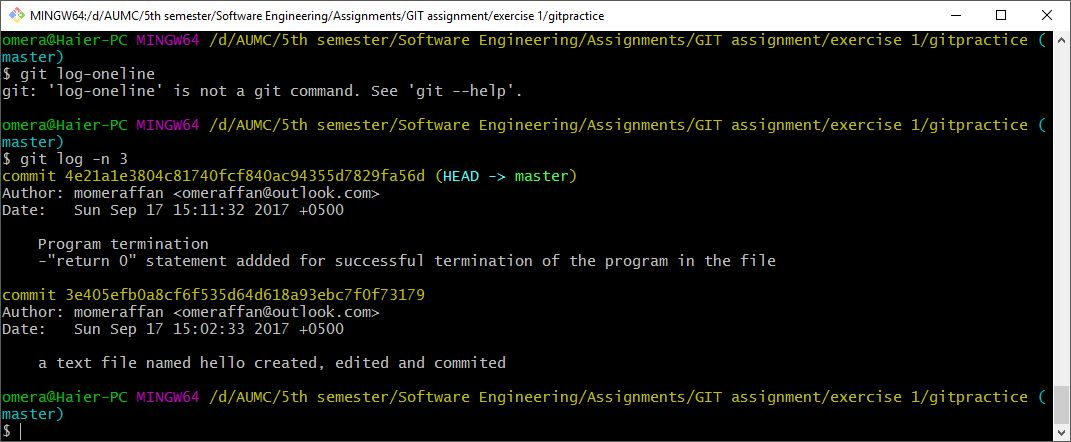 MINGW64:/d/AUMC/5th semester/Software Engineering/Assignments/GIT assignment/exercise 1/gitpractice
omera@Haier-PC MINGW64 /d/AUMC/5th semester/Software Engineering/Assignments/GIT assignment/exercise 1/gitpractice (
master)
$ git log-oneline
git: 'log-oneline' is not a git command. See 'git --help'.

omera@Haier-PC MINGW64 /d/AUMC/5th semester/Software Engineering/Assignments/GIT assignment/exercise 1/gitpractice (
master)
$ git log -n 3
commit 4e21a1e3804c81740fcf840ac94355d7829fa56d (HEAD -> master)
Author: momeraffan <omeraffan@outlook.com>
Date:   Sun Sep 17 15:11:32 2017 +0500

    Program termination
    -"return 0" statement addded for successful termination of the program in the file

commit 3e405efb0a8cf6f535d64d618a93ebc7f0f73179
Author: momeraffan <omeraffan@outlook.com>
Date:   Sun Sep 17 15:02:33 2017 +0500

    a text file named hello created, edited and commited

omera@Haier-PC MINGW64 /d/AUMC/5th semester/Software Engineering/Assignments/GIT assignment/exercise 1/gitpractice (
master)
$